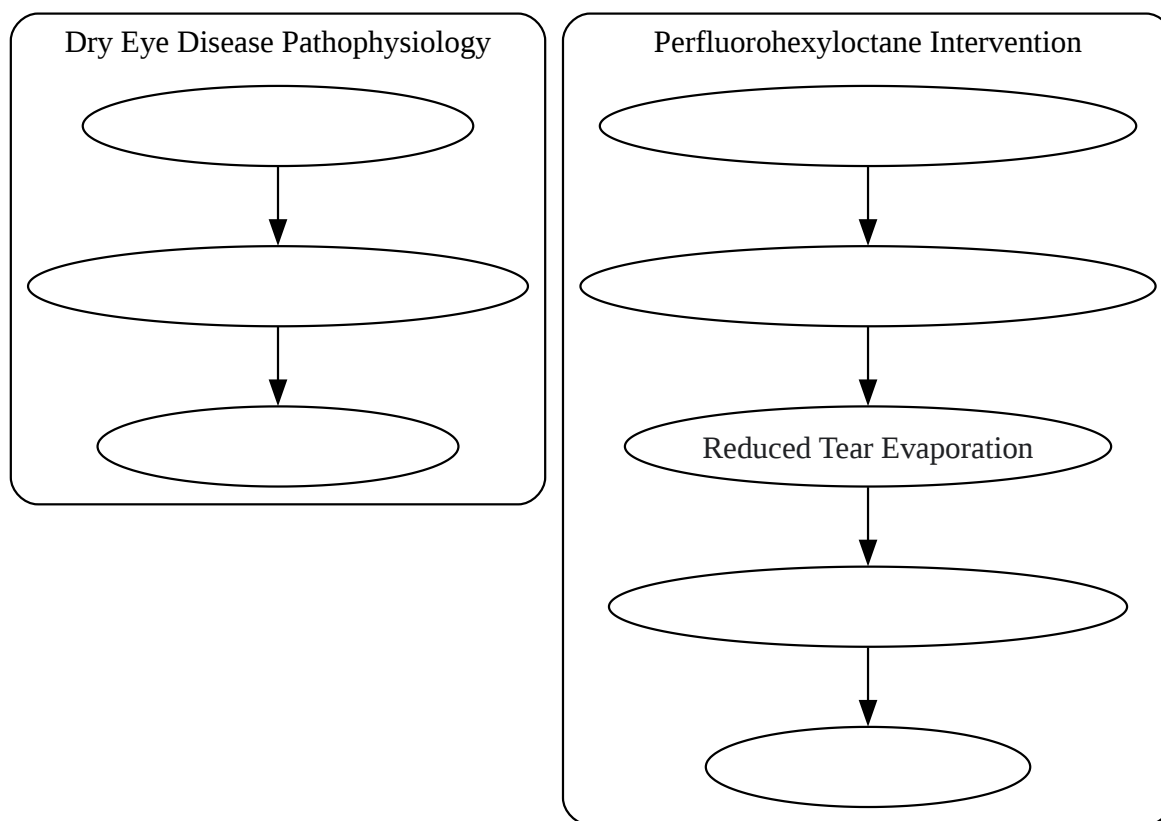 Dry Eye Disease Pathophysiology
Perfluorohexyloctane Intervention
Reduced Tear Evaporation